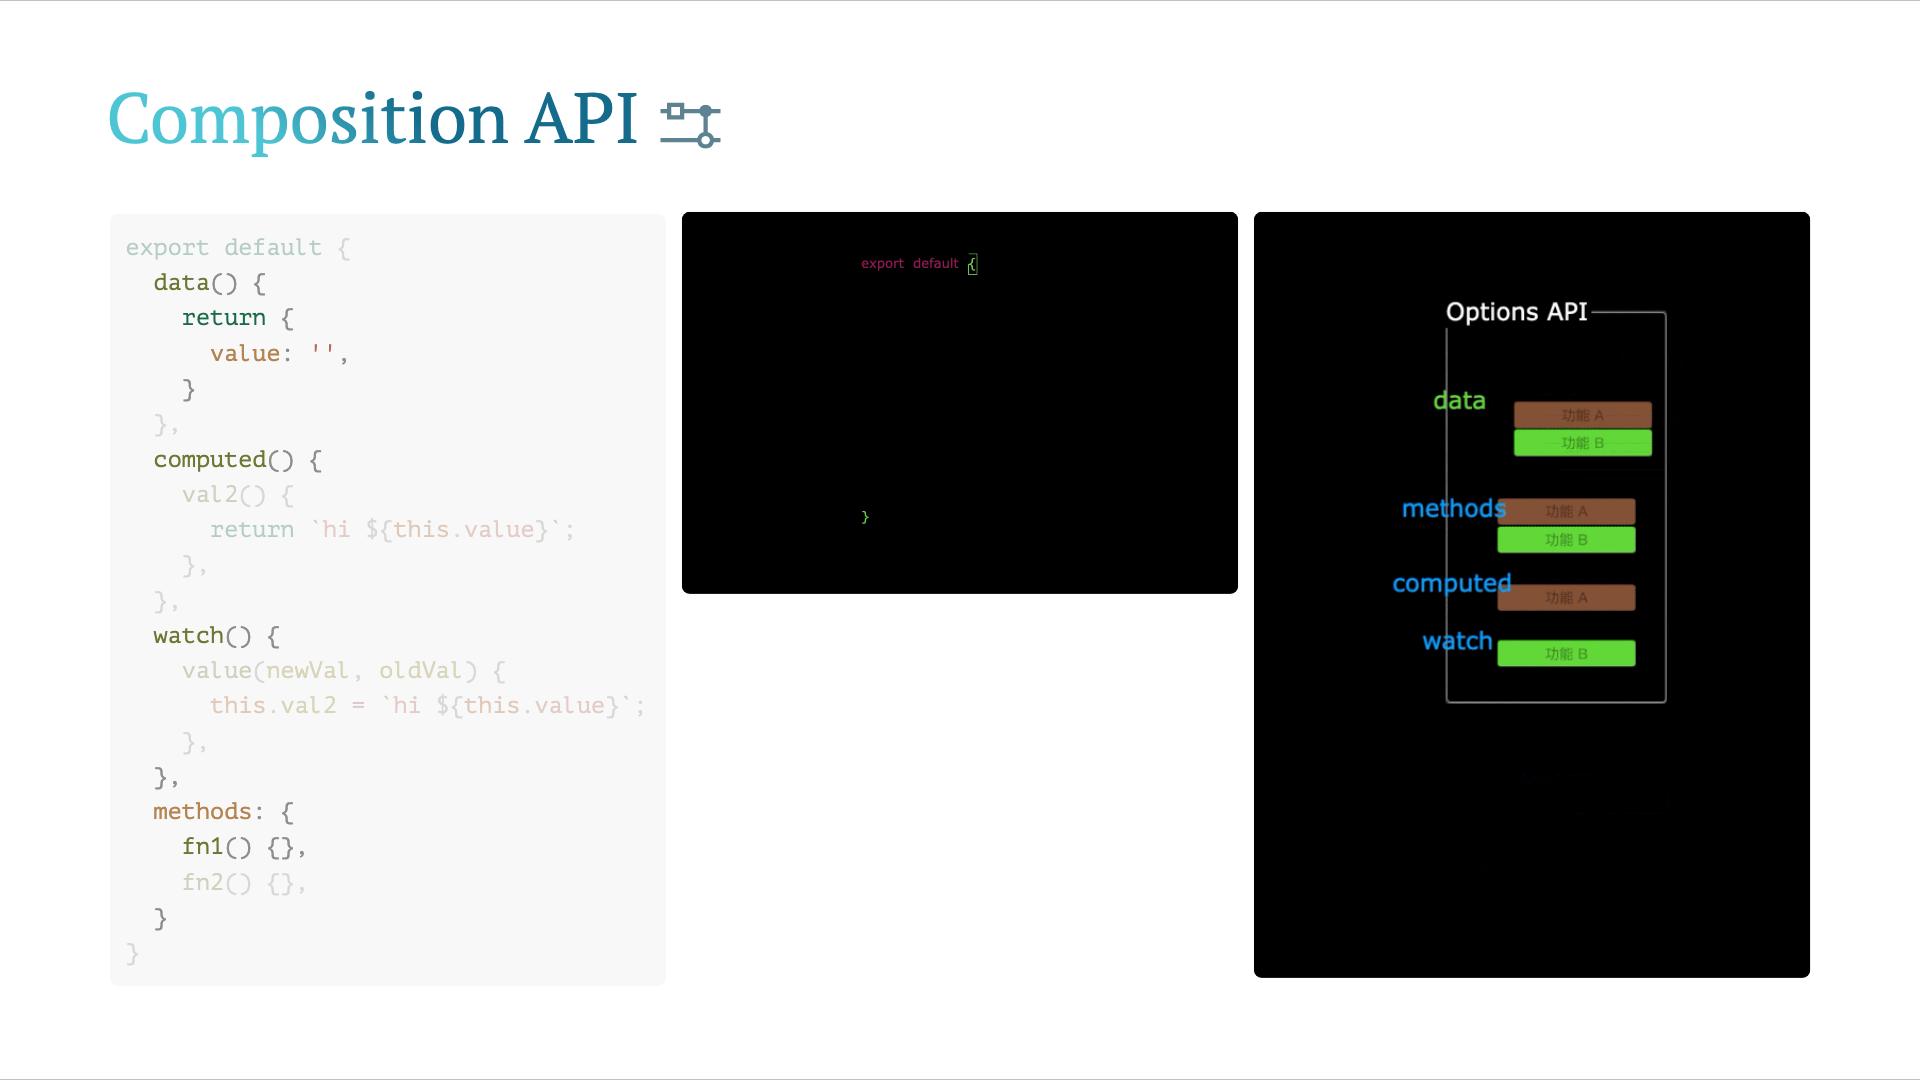 Composition API
export default {
  data() {
    return {
      value: '',
    }
  },
  computed() {
    val2() {
      return `hi ${this.value}`;
    },
  },
  watch() {
    value(newVal, oldVal) {
      this.val2 = `hi ${this.value}`;
    },
  },
  methods: {
    fn1() {},
    fn2() {},
  }
}
export default {
}
Options API
data
功能 A
功能 B
methods
功能 A
功能 B
computed
功能 A
watch
功能 B